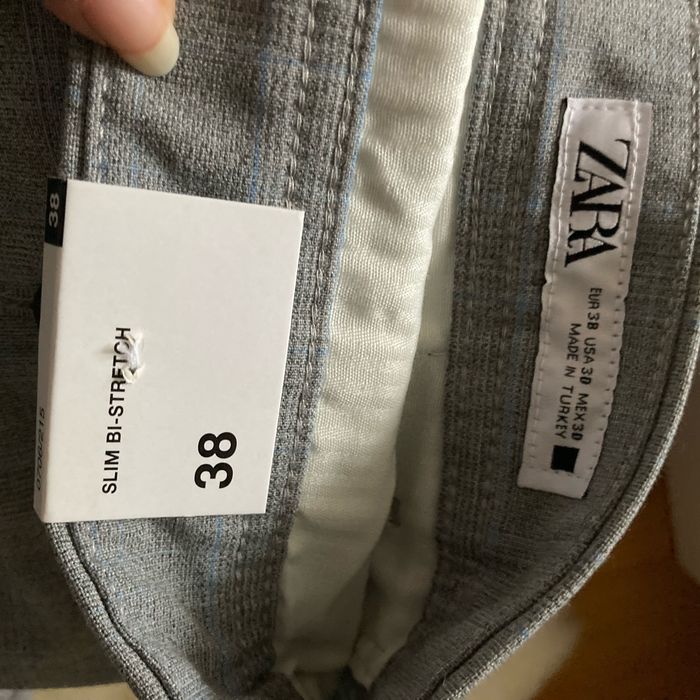 38
SLIM BI-STRETCH
38
ZARA
EUR 38 USA 30 MEX 30
MADE IN TURKEY